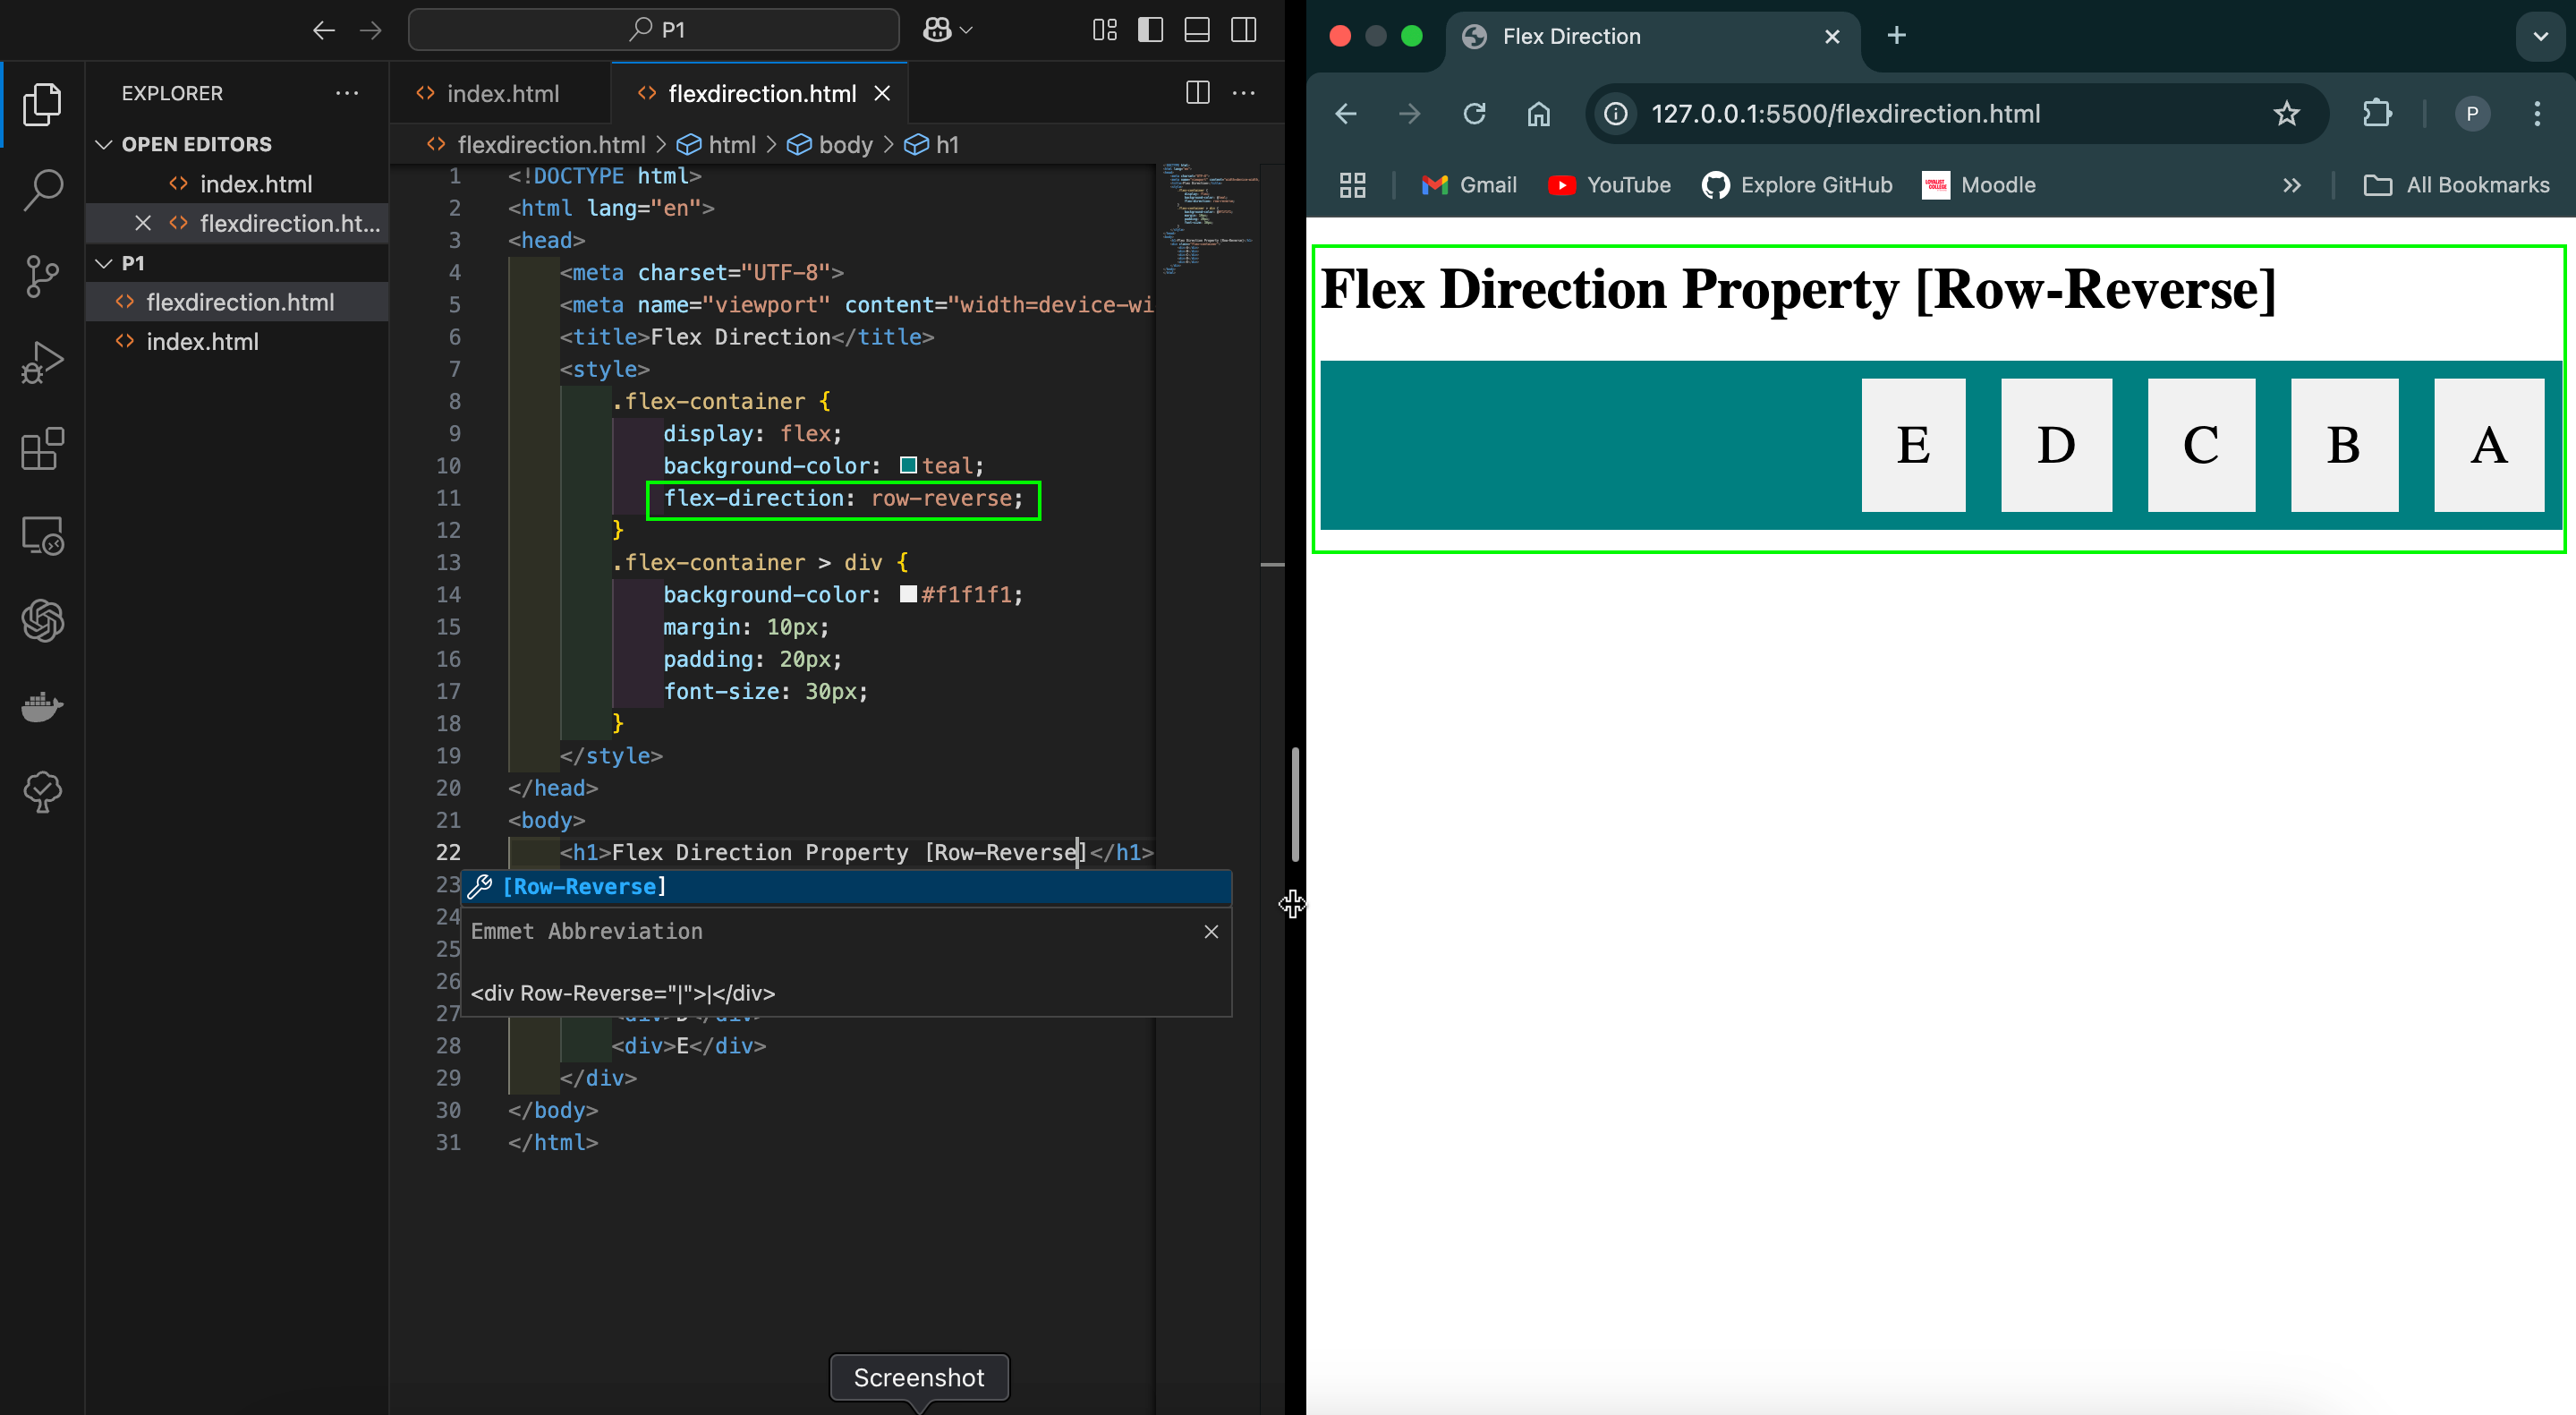 P1
EXPLORER
OPEN EDITORS
index.html
flexdirection.ht...
P1
flexdirection.html
index.html
index.html
flexdirection.html
flexdirection.html > html > body > h1
1 <!DOCTYPE html>
2 <html lang="en">
3 <head>
4 <meta charset="UTF-8">
5 <meta name="viewport" content="width=device-wi
6 <title>Flex Direction</title>
7 <style>
8 .flex-container {
9 display: flex;
10 background-color: teal;
11 flex-direction: row-reverse;
12 }
13 .flex-container > div {
14 background-color: #f1f1f1;
15 margin: 10px;
16 padding: 20px;
17 font-size: 30px;
18 }
19 </style>
20 </head>
21 <body>
22 <h1>Flex Direction Property [Row-Reverse]</h1>
23
[Row-Reverse]
24
Emmet Abbreviation
25
26
<div Row-Reverse="|">|</div>
27 <div>D</div>
28 <div>E</div>
29 </div>
30 </body>
31 </html>
Screenshot
Flex Direction
127.0.0.1:5500/flexdirection.html
P
Gmail
YouTube
Explore GitHub
LOYALIST COLLEGE
Moodle
All Bookmarks
Flex Direction Property [Row-Reverse]
E D C B A